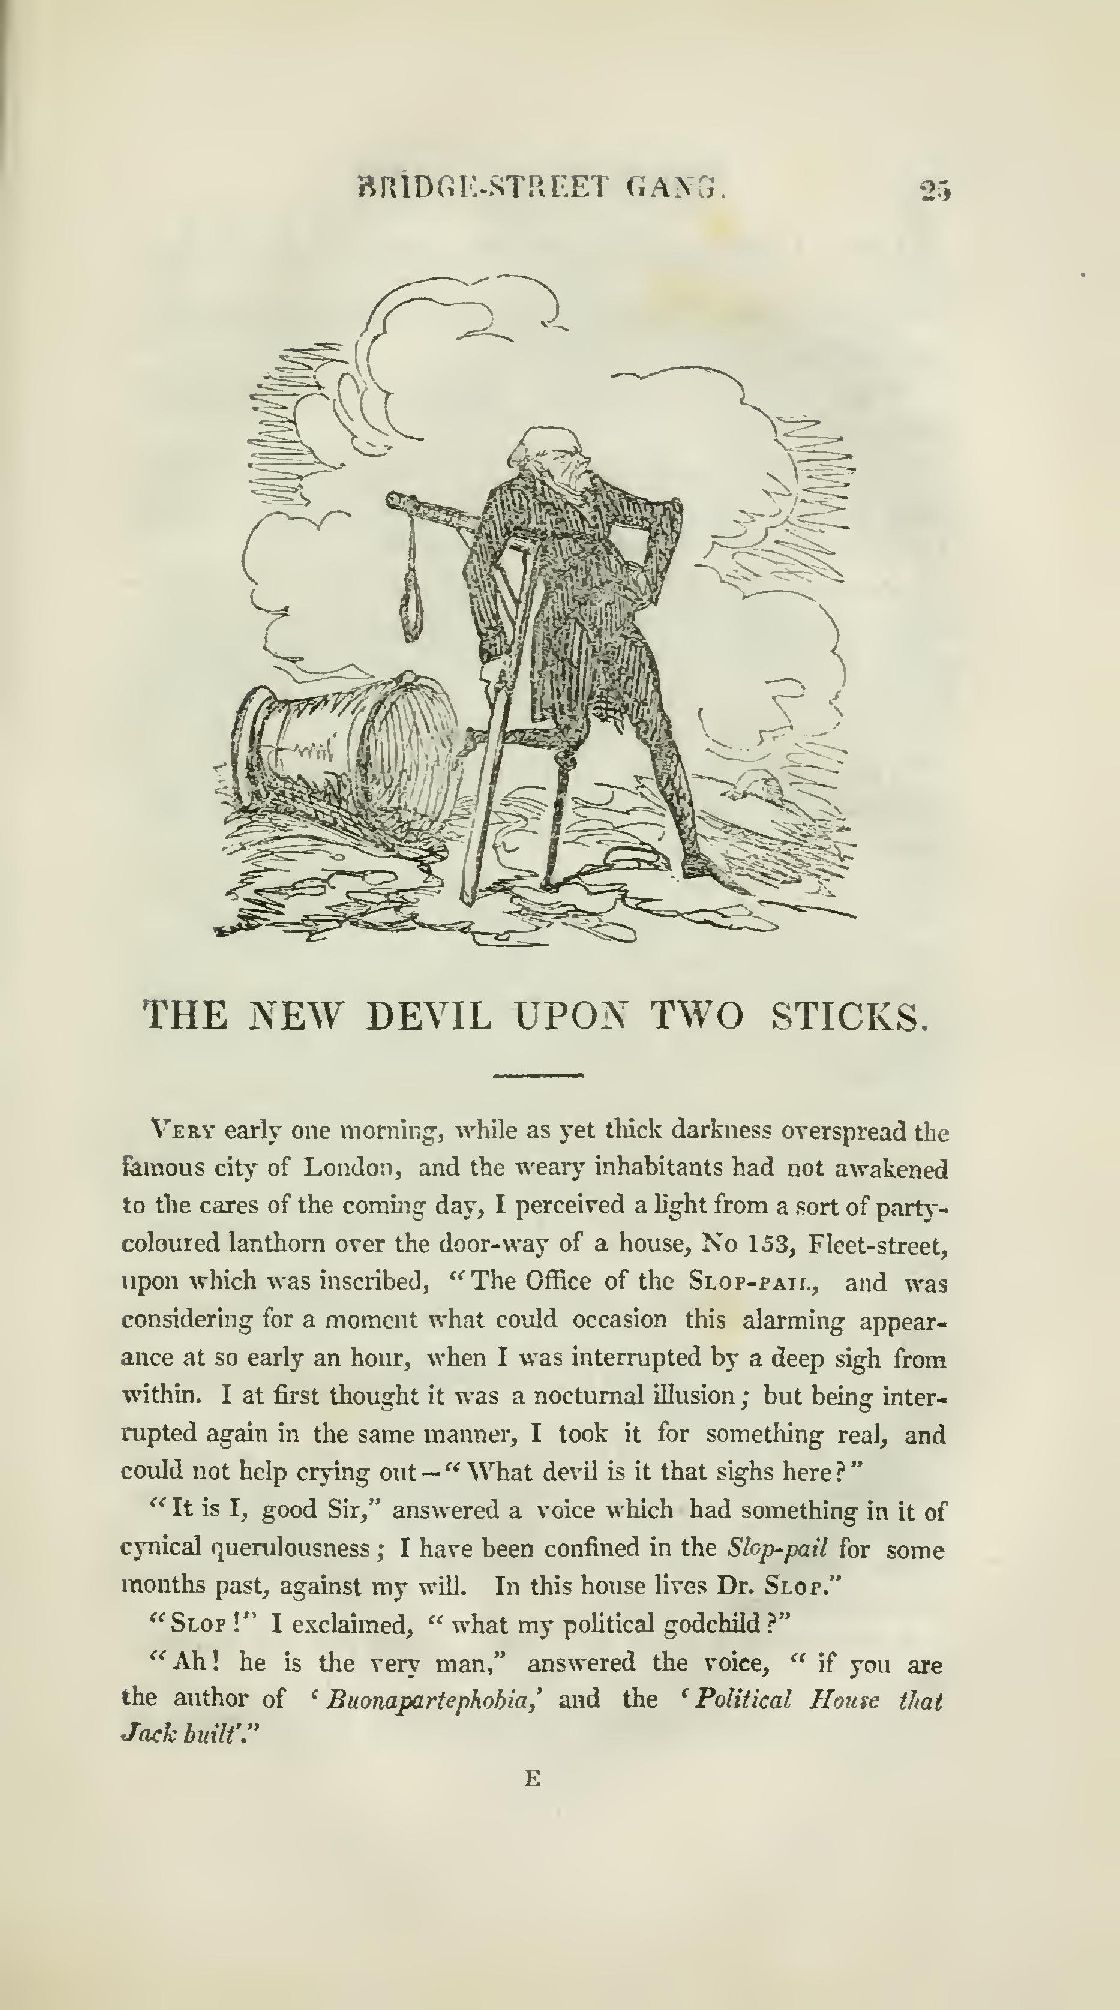 BRIDGE-STREET GANG. 25
THE NEW DEVIL UPON TWO STICKS.
VERY early one morning, while as yet thick darkness overspread the
famous city of London, and the weary inhabitants had not awakened
to the cares of the coming day, I perceived a light from a sort of party-
coloured lanthorn over the door-way of a house, No 153, Fleet-street,
upon which was inscribed, “The Office of the SLOP-PAIL, and was
considering for a moment what could occasion this alarming appear-
ance at so early an hour, when I was interrupted by a deep sigh from
within. I at first thought it was a nocturnal illusion; but being inter-
rupted again in the same manner, I took it for something real, and
could not help crying out—“What devil is it that sighs here?”
“It is I, good Sir,” answered a voice which had something in it of
cynical querulousness; I have been confined in the Slop-pail for some
months past, against my will. In this house lives Dr. SLOP.”
“SLOP!” I exclaimed, “what my political godchild?”
“Ah! he is the very man,” answered the voice, “if you are
the author of ‘Buonapartephobia,’ and the ‘Political House that
Jack built’.”
E